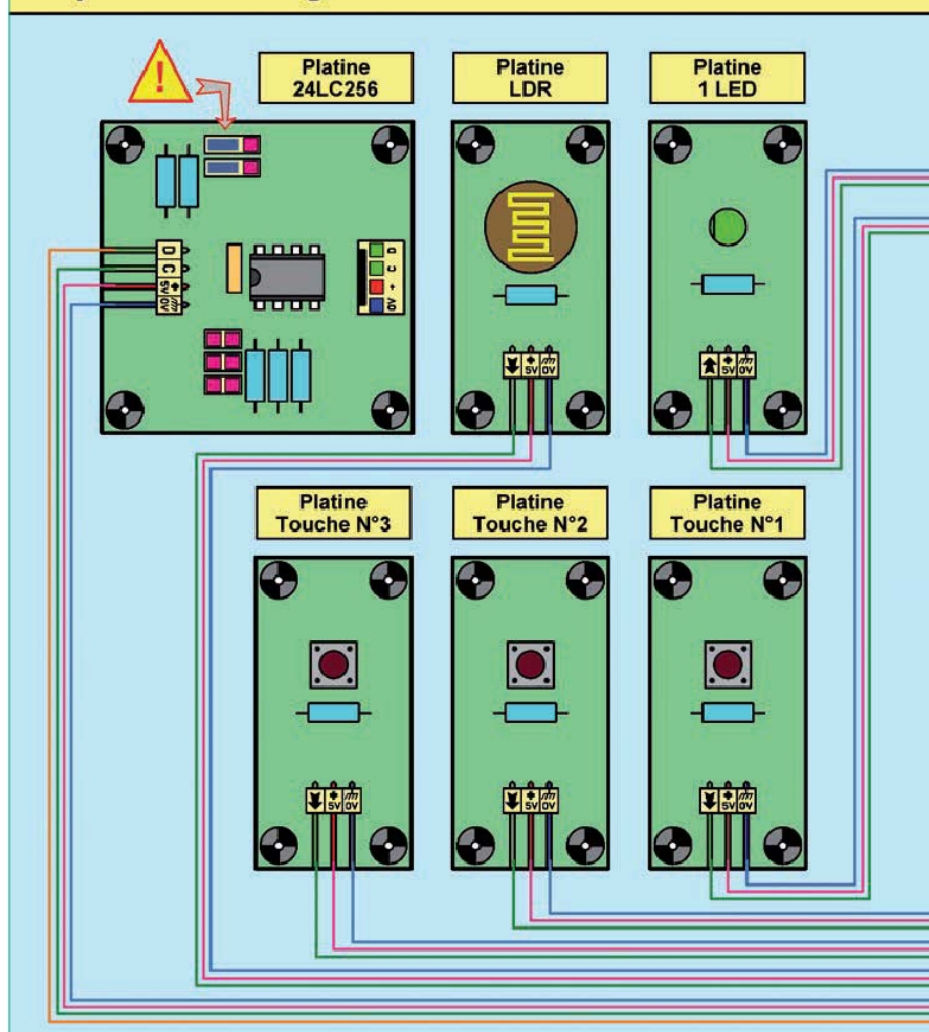 !
Platine
24LC256
Platine
LDR
Platine
1 LED
D
C
+
5V
0V
D
C
+
0V
+
5V
0V
+
5V
0V
Platine
Touche N°3
Platine
Touche N°2
Platine
Touche N°1
+
5V
0V
+
5V
0V
+
5V
0V